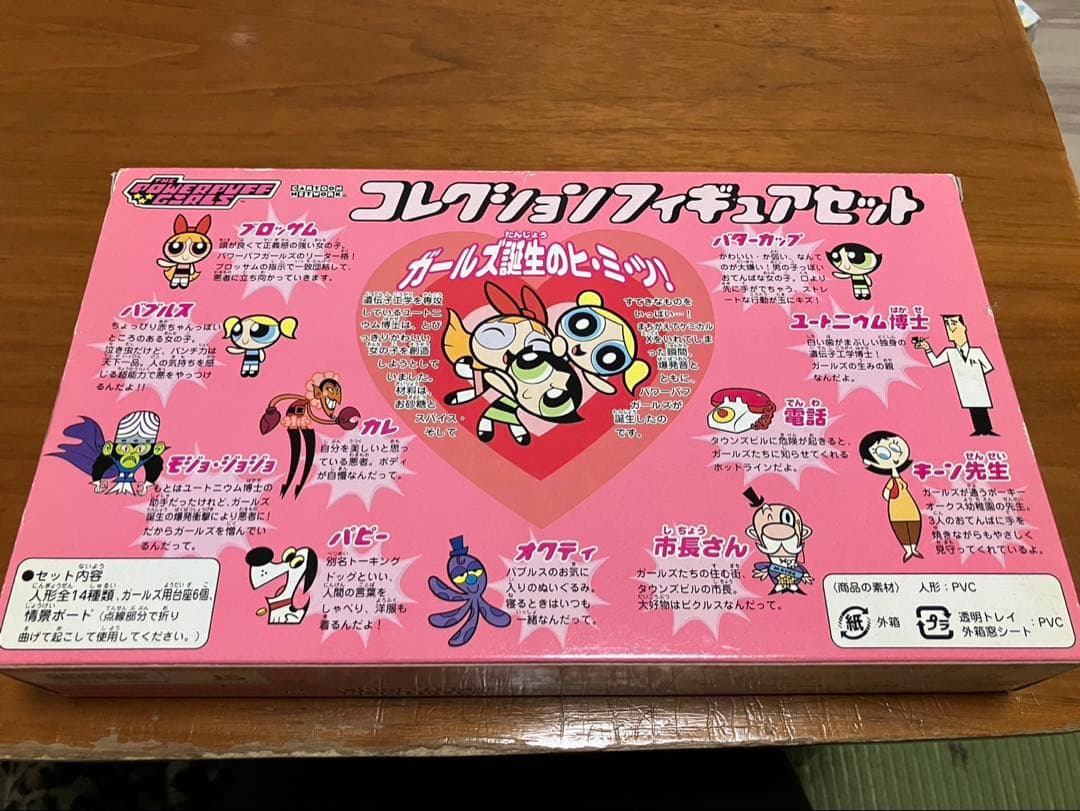 THE POWERPUFF GIRLS
CARTOON NETWORK
コレクションフィギュアセット
ブロッサム
頭が良くて正義感の強い女の子。
パワーパフガールズのリーダー格！
ブロッサムの指示で一致団結して、
悪者に立ち向かっていきます。
バブルス
ちょっぴり赤ちゃんっぽい
ところのある女の子。
泣き虫だけど、パンチ力は
天下一品。人の気持ちを感
じる超能力で悪をやっつけ
るんだよ！！
モジョ・ジョジョ
もとはユートニウム博士の
助手だったけれど、ガールズ
誕生の爆発衝撃により悪者に！
だからガールズを憎んでい
るんだって。
カレ
自分を美しいと思っ
ている悪者。ボディ
が自慢なんだって。
ガールズ誕生のヒ・ミ・ツ！
遺伝子工学を専攻
しているユートニ
ウム博士は、とび
っきりかわいい
女の子を創造
しようとして
いました。
材料は、
お砂糖と
スパイス・
そして
すてきなものを
いっぱい…！
まちがえてケミカル
Xをいれてしま
った瞬間、
爆発音と
ともに、
パワーパフ
ガールズが
誕生したの
です。
バターカップ
かわいい・か弱い、なんて
のが大嫌い！男の子っぽい
おてんばな女の子。口より
先に手がでちゃう、ストレ
ートな行動が玉にキズ！
ユートニウム博士
白い歯がまぶしい独身の
遺伝子工学博士！
ガールズの生みの親
なんだよ。
電話
タウンズビルに危険が起きると、
ガールズたちに知らせてくれる
ホットラインだよ。
キーン先生
ガールズが通うポーキー
オークス幼稚園の先生。
3人のおてんばに手を
焼きながらもやさしく
見守ってくれているよ。
パピー
別名トーキング
ドッグといい、
人間の言葉を
しゃべり、洋服も
着るんだよ！
オクティ
バブルスのお気に
入りのぬいぐるみ。
寝るときはいつも
一緒なんだって。
市長さん
ガールズたちの住む街、
タウンズビルの市長。
大好物はピクルスなんだって。
●セット内容
人形全14種類、ガールズ用台座6個、
情景ボード（点線部分で折り
曲げて起こして使用してください。）
〈商品の素材〉 人形：PVC
紙 外箱
プラ 透明トレイ
外箱窓シート：PVC